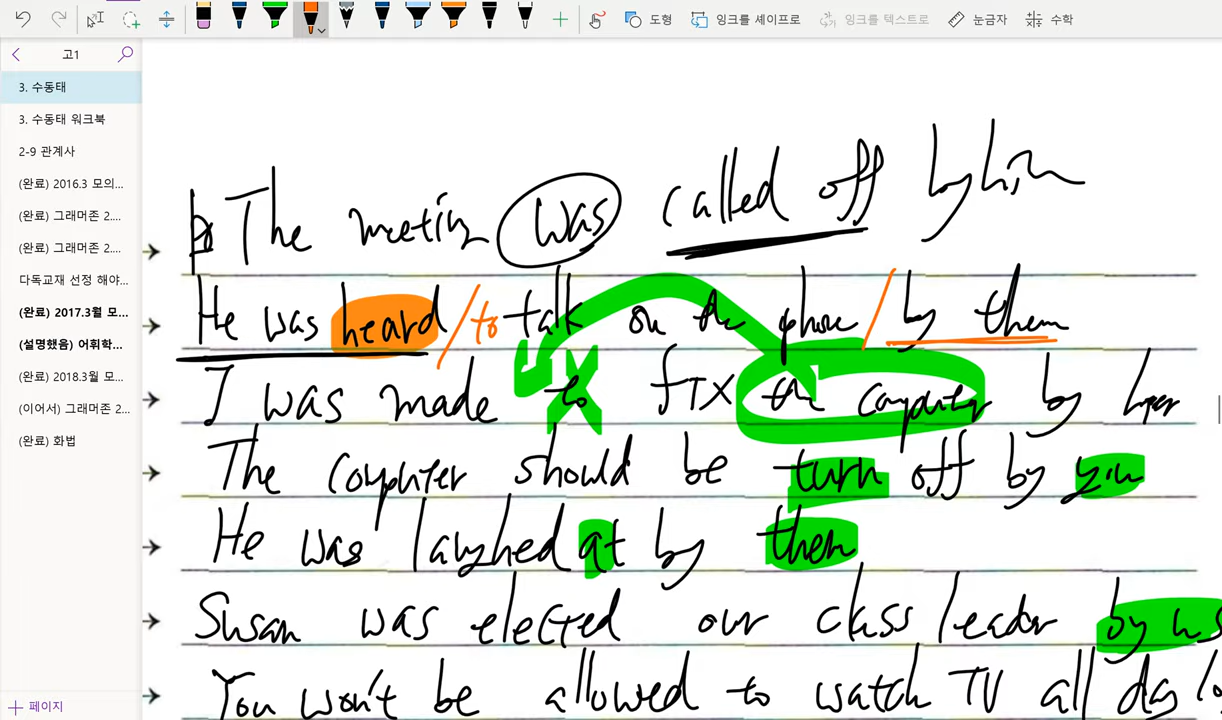 도형 잉크를 셰이프로 잉크를 텍스트로 눈금자 수학
고1
3. 수동태
3. 수동태 워크북
2-9 관계사
(완료) 2016.3 모의...
(완료) 그래머존 2....
(완료) 그래머존 2....
다독교재 선정 해야...
(완료) 2017.3월 모...
(설명했음) 어휘학...
(완료) 2018.3월 모...
(이어서) 그래머존 2...
(완료) 화법
페이지
The meeting was called off by him
He was heard / to talk on the phone / by them
I was made to fix the computer by her
The computer should be turn off by you
He was laughed at by them
Susan was elected our class leader by us
You won't be allowed to watch TV all day